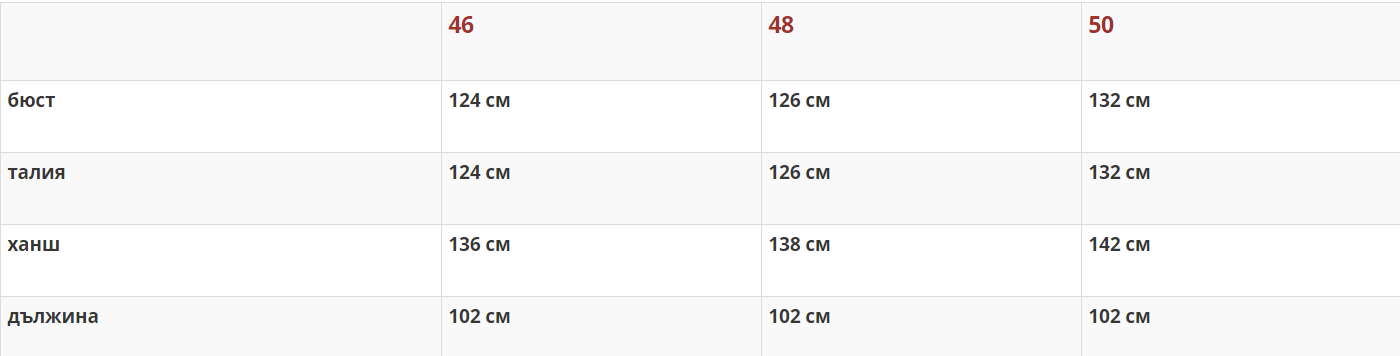 46 48 50
бюст 124 см 126 см 132 см
талия 124 см 126 см 132 см
ханш 136 см 138 см 142 см
дължина 102 см 102 см 102 см